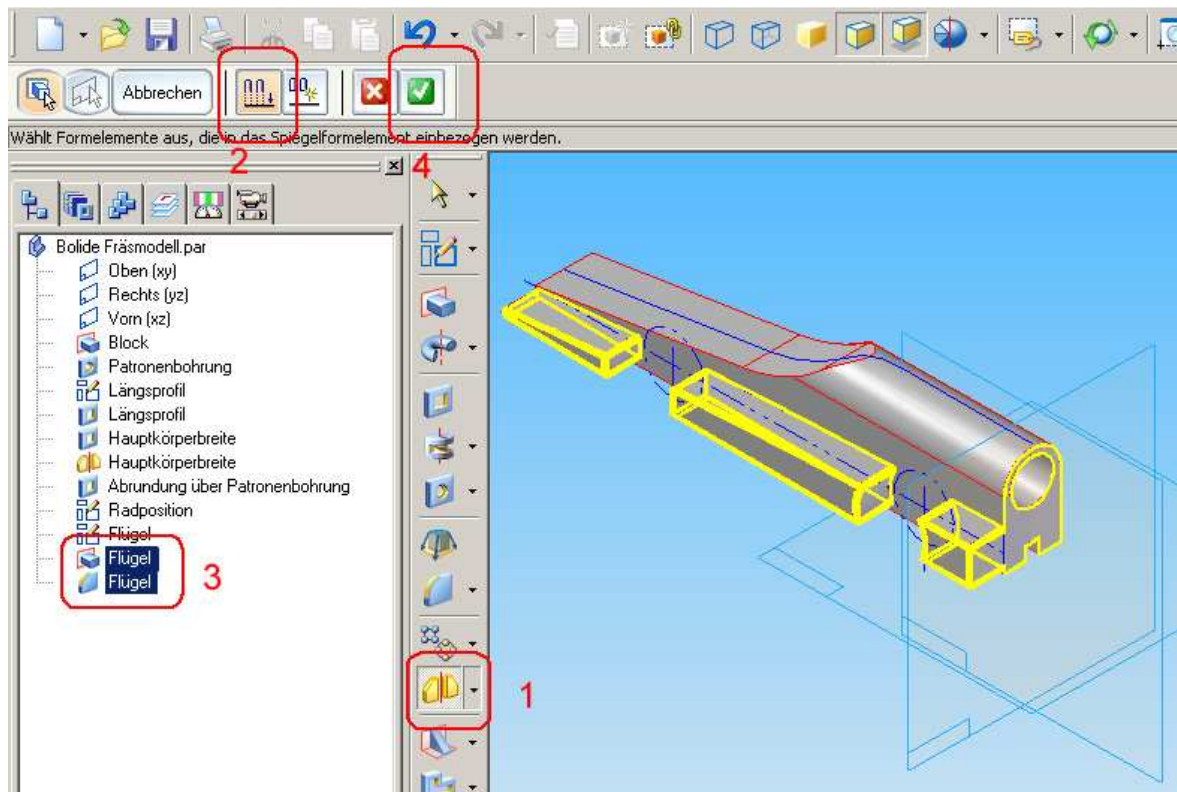 Abbrechen
Wählt Formelemente aus, die in das Spiegelformelement einbezogen werden.
2
4
Bolide Fräsmodell.par
Oben (xy)
Rechts (yz)
Vorn (xz)
Block
Patronenbohrung
Längsprofil
Längsprofil
Hauptkörperbreite
Hauptkörperbreite
Abrundung über Patronenbohrung
Radposition
Flügel
Flügel
Flügel
3
1